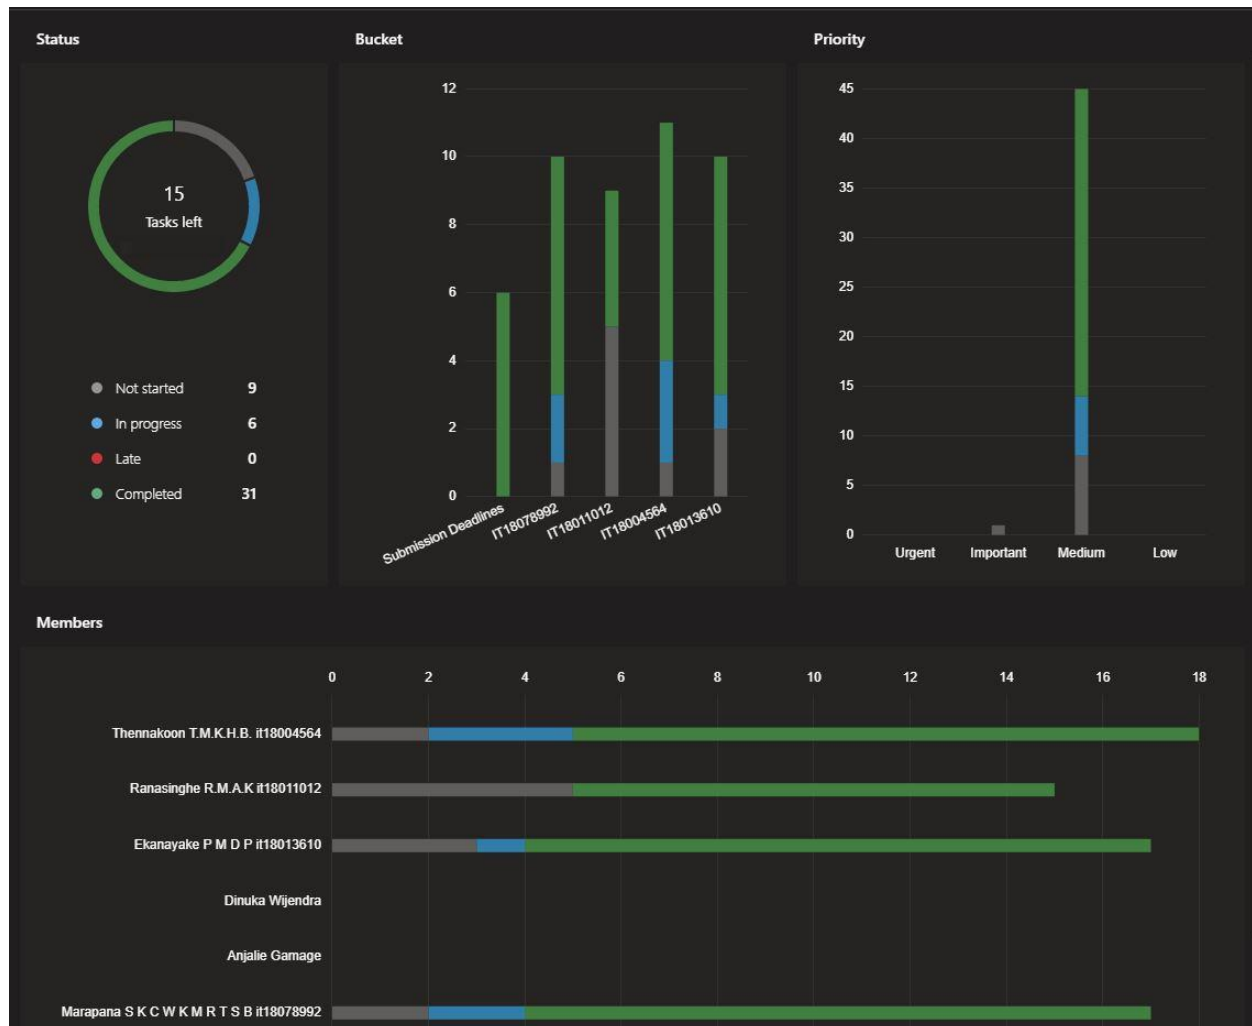 Status
15
Tasks left
Not started 9
In progress 6
Late 0
Completed 31
Bucket
12
10
8
6
4
2
0
Submission Deadlines
IT18078992
IT18011012
IT18004564
IT18013610
Priority
45
40
35
30
25
20
15
10
5
0
Urgent Important Medium Low
Members
0 2 4 6 8 10 12 14 16 18
Thennakoon T.M.K.H.B. it18004564
Ranasinghe R.M.A.K it18011012
Ekanayake P M D P it18013610
Dinuka Wijendra
Anjalie Gamage
Marapana S K C W K M R T S B it18078992